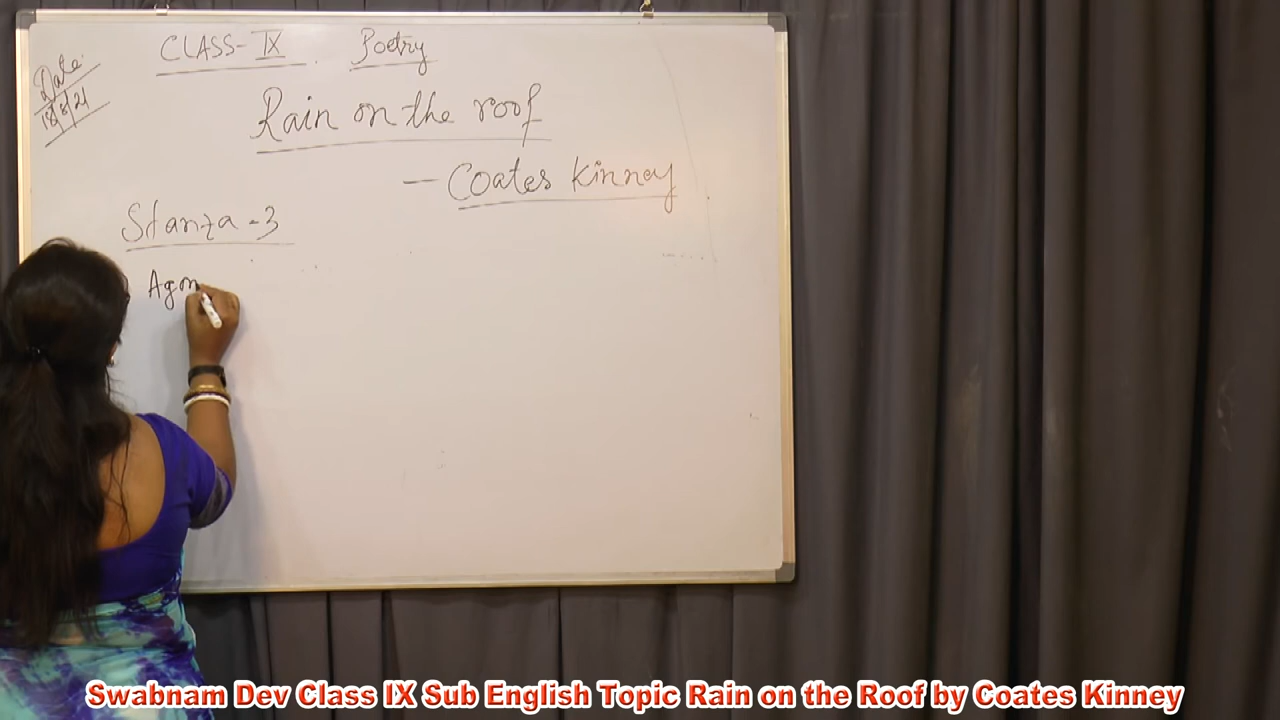 CLASS-IX Poetry
Date:
18/8/21
Rain on the roof
— Coates Kinney
Stanza - 3
Agn
Swabnam Dev Class IX Sub English Topic Rain on the Roof by Coates Kinney